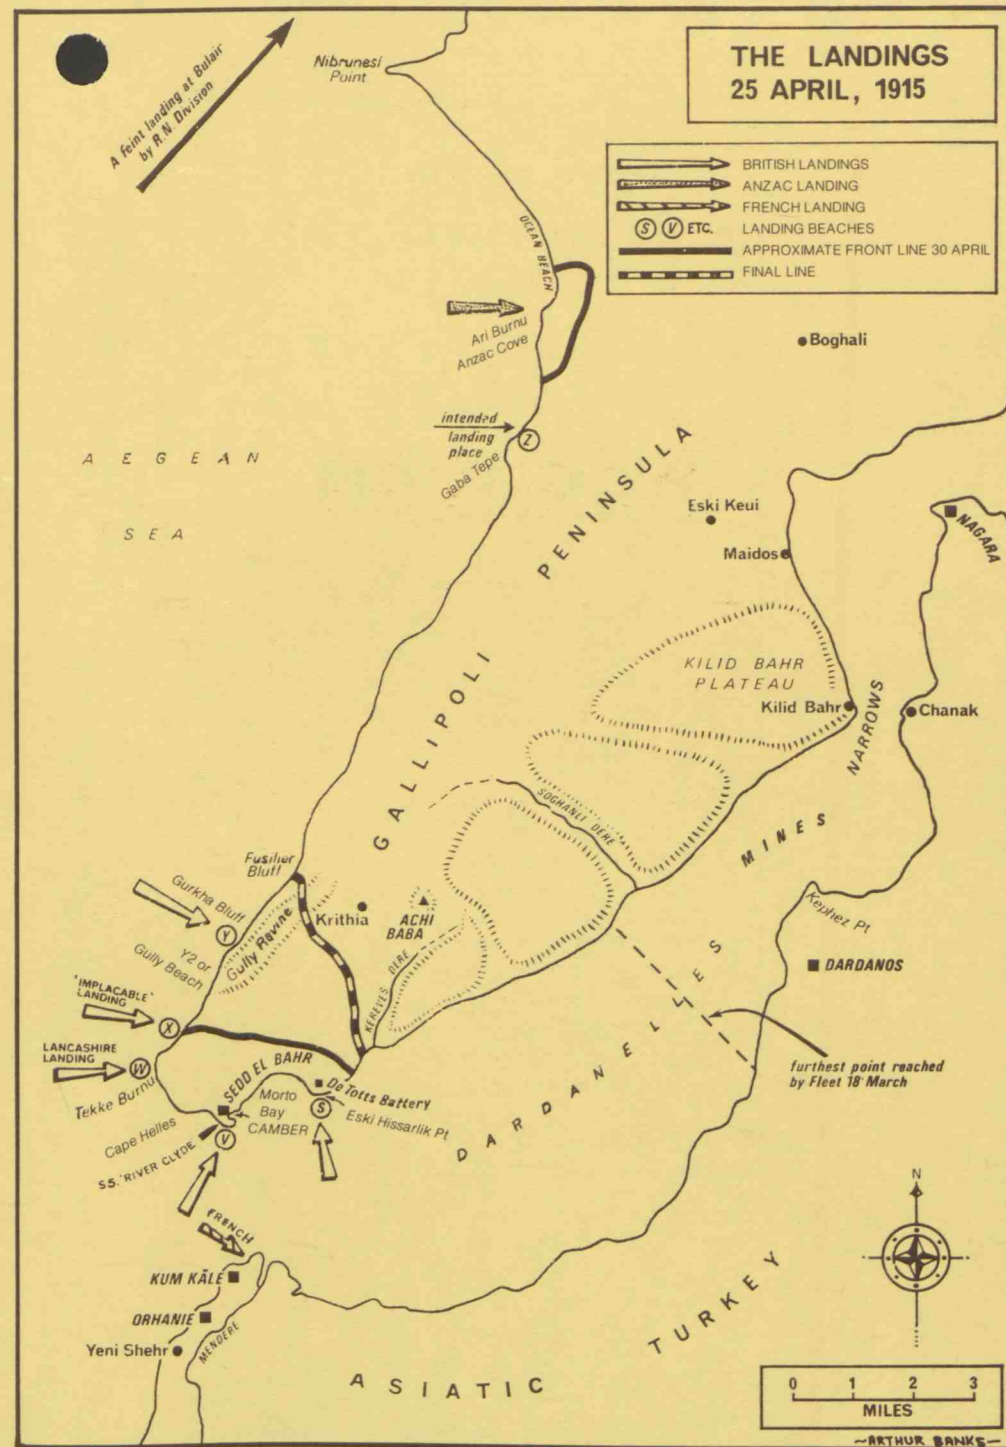 THE LANDINGS
25 APRIL, 1915
BRITISH LANDINGS
ANZAC LANDING
FRENCH LANDING
S V ETC. LANDING BEACHES
APPROXIMATE FRONT LINE 30 APRIL
FINAL LINE
A feint landing at Bulair
by R.N. Division
Nibrunesi
Point
OCEAN BEACH
Ari Burnu
Anzac Cove
Boghali
intended
landing
place
Z
Gaba Tepe
AEGEAN
SEA
GALLIPOLI PENINSULA
Eski Keui
Maidos
NAGARA
KILID BAHR
PLATEAU
Kilid Bahr
Chanak
NARROWS
SOGHANLI DERE
MINES
Kephez Pt
DARDANOS
Fusilier
Bluff
Gurkha Bluff
Y
Y2 or
Gully Beach
Gully Ravine
Krithia
ACHI
BABA
KEREVES DERE
'IMPLACABLE'
LANDING
X
LANCASHIRE
LANDING
W
Tekke Burnu
SEDD EL BAHR
De Totts Battery
Morto
Bay
CAMBER
S
Eski Hissarlik Pt
Cape Helles
V
S.S.'RIVER CLYDE
furthest point reached
by Fleet 18 March
DARDANELLES
FRENCH
KUM KĀLE
ORHANIE
Yeni Shehr
MENDERE
ASIATIC TURKEY
N
0 1 2 3
MILES
~ARTHUR BANKS~